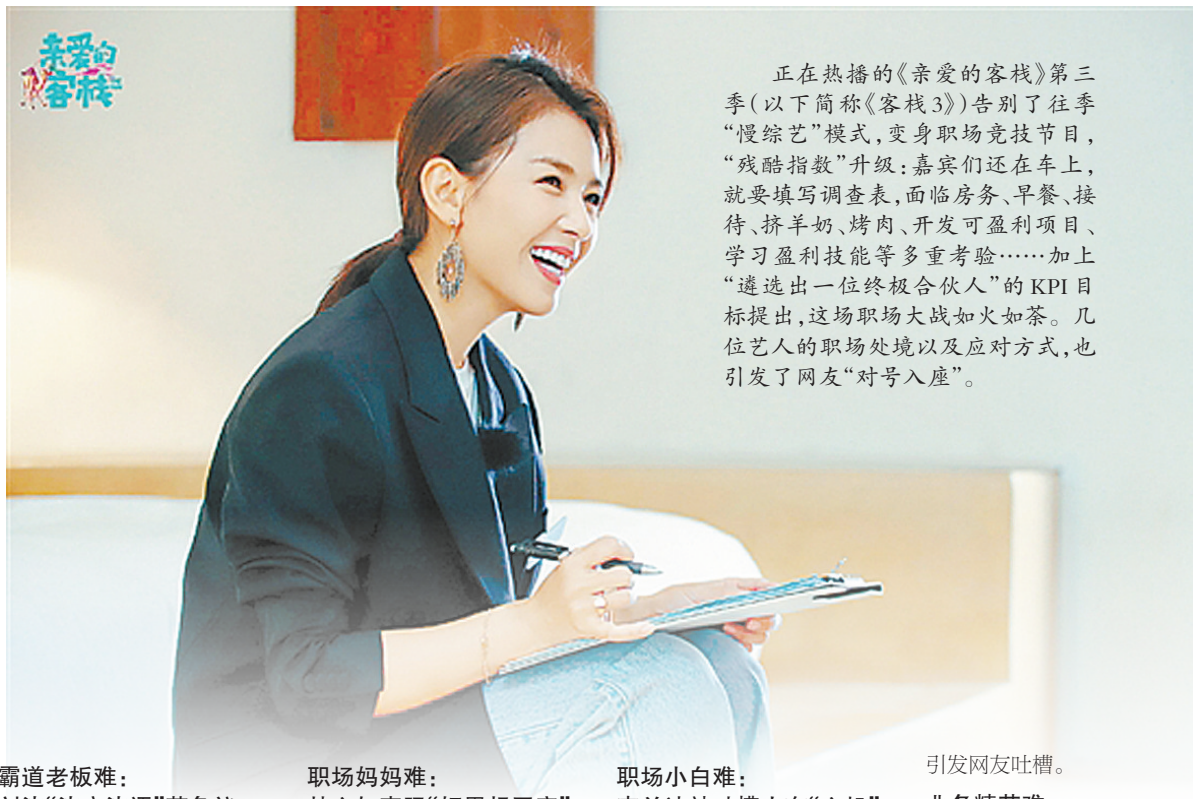 亲爱的
客栈
正在热播的《亲爱的客栈》第三
季(以下简称《客栈3》)告别了往季
“慢综艺”模式,变身职场竞技节目,
“残酷指数”升级:嘉宾们还在车上,
就要填写调查表,面临房务、早餐、接
待、挤羊奶、烤肉、开发可盈利项目、
学习盈利技能等多重考验……加上
“遴选出一位终极合伙人”的 KPI 目
标提出,这场职场大战如火如荼。几
位艺人的职场处境以及应对方式,也
引发了网友“对号入座”。
霸道老板难:
职场妈妈难:
职场小白难:
引发网友吐槽。